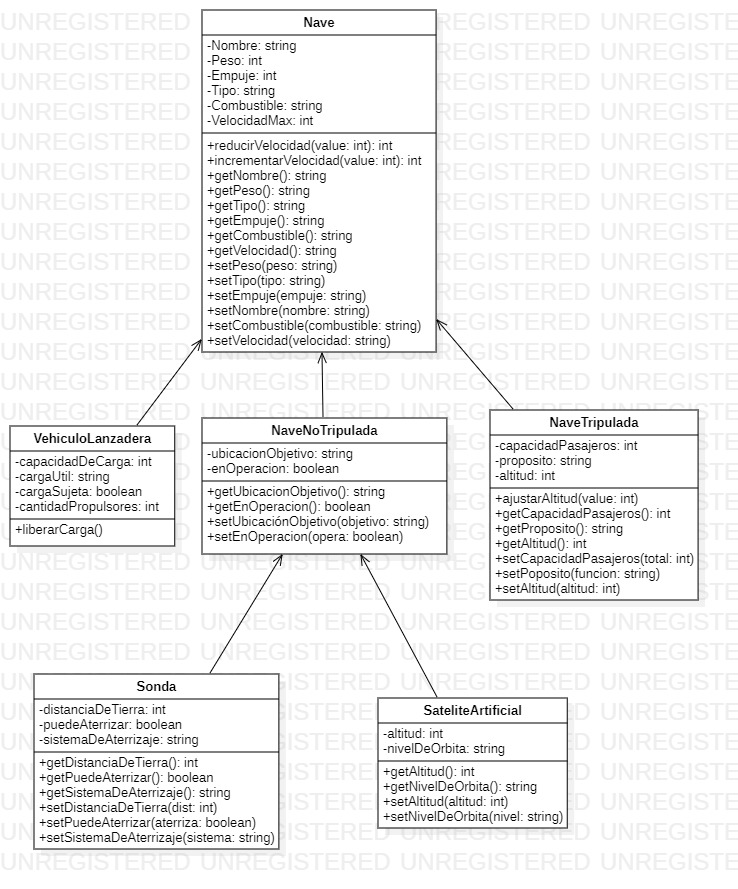 Nave
-Nombre: string
-Peso: int
-Empuje: int
-Tipo: string
-Combustible: string
-VelocidadMax: int
+reducirVelocidad(value: int): int
+incrementarVelocidad(value: int): int
+getNombre(): string
+getPeso(): string
+getTipo(): string
+getEmpuje(): string
+getCombustible(): string
+getVelocidad(): string
+setPeso(peso: string)
+setTipo(tipo: string)
+setEmpuje(empuje: string)
+setNombre(nombre: string)
+setCombustible(combustible: string)
+setVelocidad(velocidad: string)
VehiculoLanzadera
-capacidadDeCarga: int
-cargaUtil: string
-cargaSujeta: boolean
-cantidadPropulsores: int
+liberarCarga()
NaveNoTripulada
-ubicacionObjetivo: string
-enOperacion: boolean
+getUbicacionObjetivo(): string
+getEnOperacion(): boolean
+setUbicaciónObjetivo(objetivo: string)
+setEnOperacion(opera: boolean)
NaveTripulada
-capacidadPasajeros: int
-proposito: string
-altitud: int
+ajustarAltitud(value: int)
+getCapacidadPasajeros(): int
+getProposito(): string
+getAltitud(): int
+setCapacidadPasajeros(total: int)
+setPoposito(funcion: string)
+setAltitud(altitud: int)
Sonda
-distanciaDeTierra: int
-puedeAterrizar: boolean
-sistemaDeAterrizaje: string
+getDistanciaDeTierra(): int
+getPuedeAterrizar(): boolean
+getSistemaDeAterrizaje(): string
+setDistanciaDeTierra(dist: int)
+setPuedeAterrizar(aterriza: boolean)
+setSistemaDeAterrizaje(sistema: string)
SateliteArtificial
-altitud: int
-nivelDeOrbita: string
+getAltitud(): int
+getNivelDeOrbita(): string
+setAltitud(altitud: int)
+setNivelDeOrbita(nivel: string)
UNREGISTERED